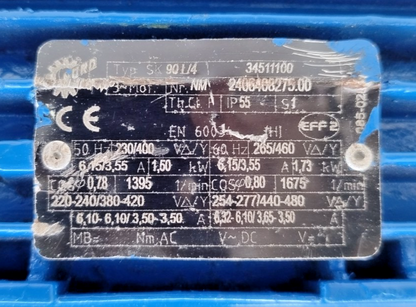 Typ SK 90 L/4 34511100
3~Mot. Nr. NM 2406408275.00
Th.Cl. IP 55 S1
EN 60034 (H)
CE EFF 2
50 Hz 230/400 V△/Y 60 Hz 265/460 V△/Y
6,15/3,55 A 1,50 kW 6,15/3,55 A 1,73 kW
COS 0,78 1395 1/min COS 0,80 1675 1/min
220-240/380-420 V△/Y 254-277/440-480 V△/Y
6,10- 6,10/ 3,50-3,50 A 6,32- 6,10/ 3,65- 3,50 A
MB= Nm AC V~ DC V=